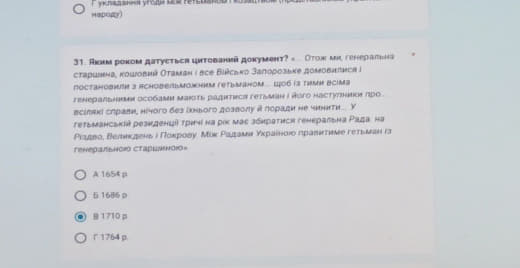 Г укладання угоди між гетьманом і козацтвом
народу)
31. Яким роком датується цитований документ? «... Отож ми, генеральна
старшина, кошовий Отаман і все Військо Запорозьке домовилися і
постановили з ясновельможним гетьманом... щоб із тими всіма
генеральними особами мають радитися гетьман і його наступники про...
всілякі справи, нічого без їхнього дозволу й поради не чинити... У
гетьманській резиденції тричі на рік має збиратися генеральна Рада: на
Різдво, Великдень і Покрову. Між Радами Україною правитиме гетьман із
генеральною старшиною»
А 1654 р.
Б 1686 р.
В 1710 р.
Г 1764 р.